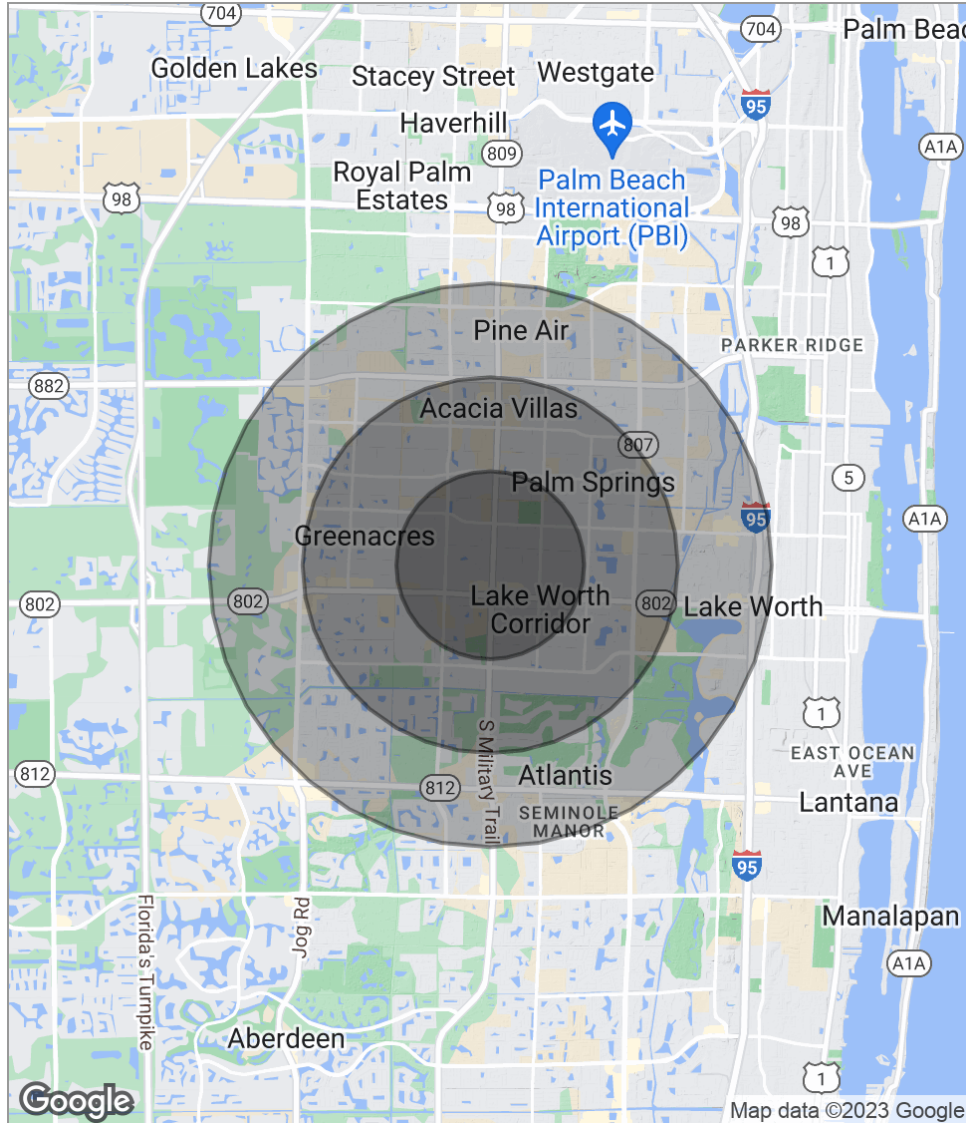 704
704
Palm Beac
Golden Lakes
Stacey Street
Westgate
95
Haverhill
809
A1A
Royal Palm
Estates
Palm Beach
International
Airport (PBI)
98
98
98
1
Pine Air
PARKER RIDGE
882
Acacia Villas
807
Palm Springs
5
95
A1A
Greenacres
802
802
Lake Worth
Corridor
802
Lake Worth
S Military Trail
1
EAST OCEAN
AVE
812
812
Atlantis
SEMINOLE
MANOR
Lantana
95
Florida's Turnpike
Jog Rd
Manalapan
A1A
Aberdeen
1
Google
Map data ©2023 Google